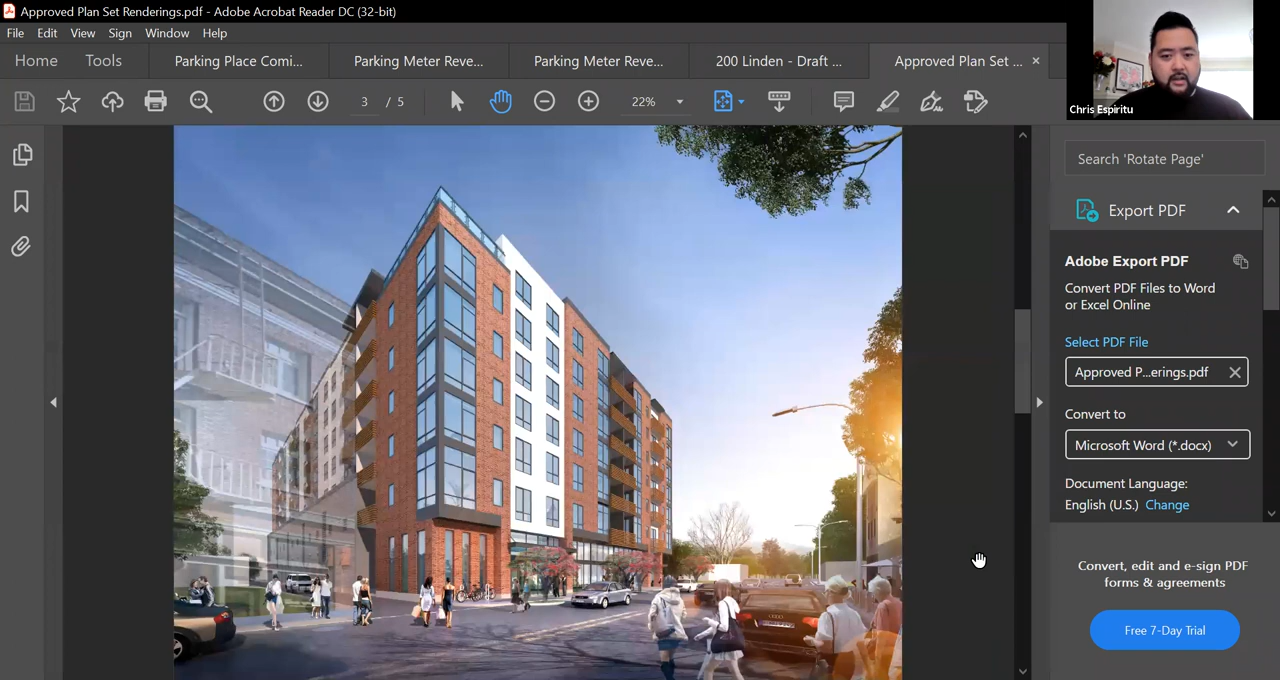 Approved Plan Set Renderings.pdf - Adobe Acrobat Reader DC (32-bit)
File Edit View Sign Window Help
Home Tools Parking Place Comi... Parking Meter Reve... Parking Meter Reve... 200 Linden - Draft ... Approved Plan Set ... ×
3 / 5 22%
Chris Espiritu
Search 'Rotate Page'
Export PDF
Adobe Export PDF
Convert PDF Files to Word
or Excel Online
Select PDF File
Approved P...erings.pdf
Convert to
Microsoft Word (*.docx)
Document Language:
English (U.S.) Change
Convert, edit and e-sign PDF
forms & agreements
Free 7-Day Trial